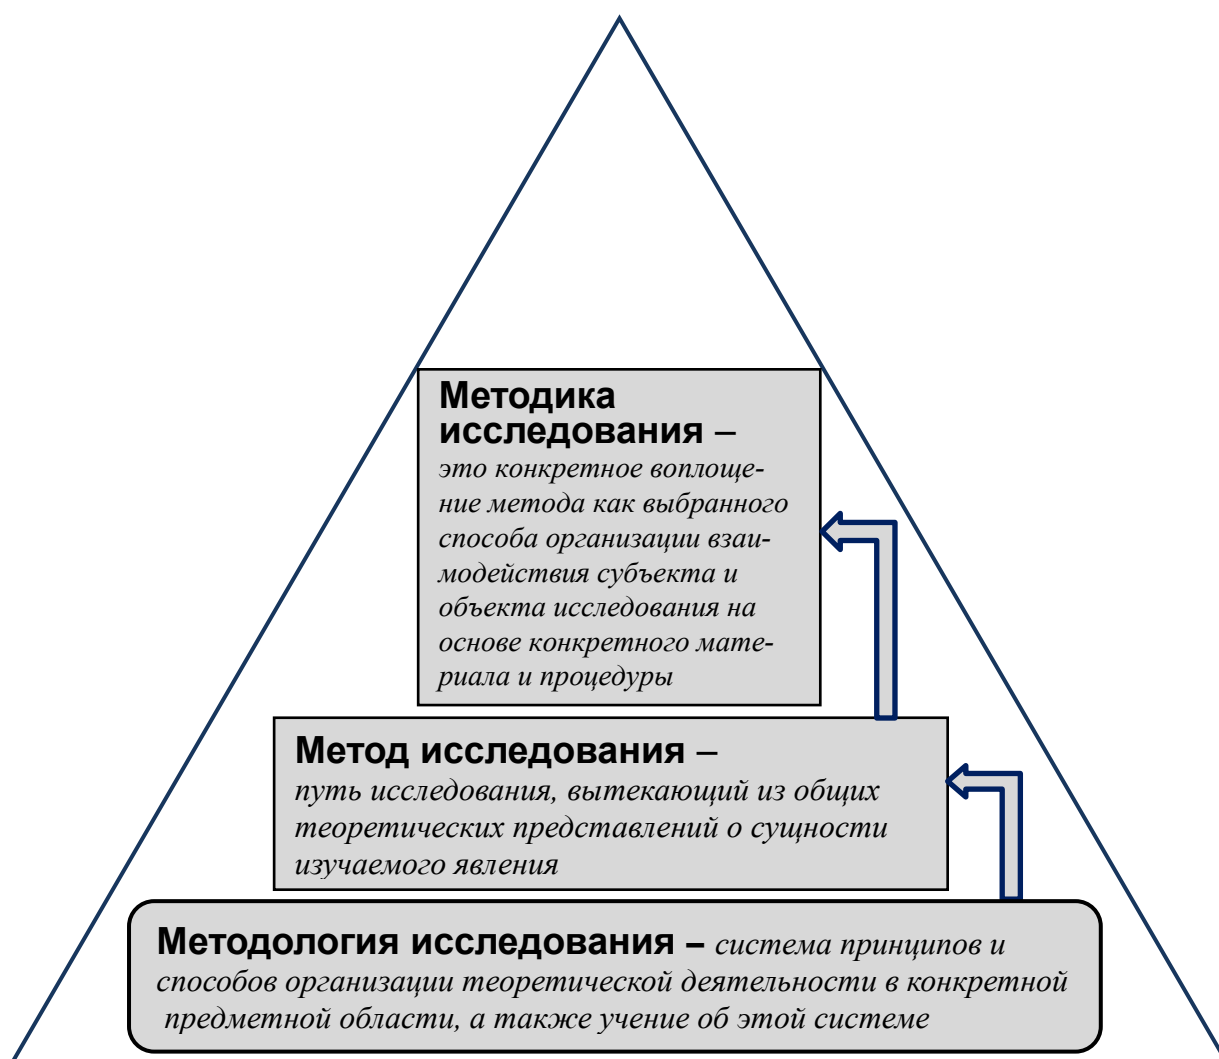 Методика
исследования –
это конкретное воплоще-
ние метода как выбранного
способа организации взаи-
модействия субъекта и
объекта исследования на
основе конкретного мате-
риала и процедуры
Метод исследования –
путь исследования, вытекающий из общих
теоретических представлений о сущности
изучаемого явления
Методология исследования – система принципов и
способов организации теоретической деятельности в конкретной
предметной области, а также учение об этой системе